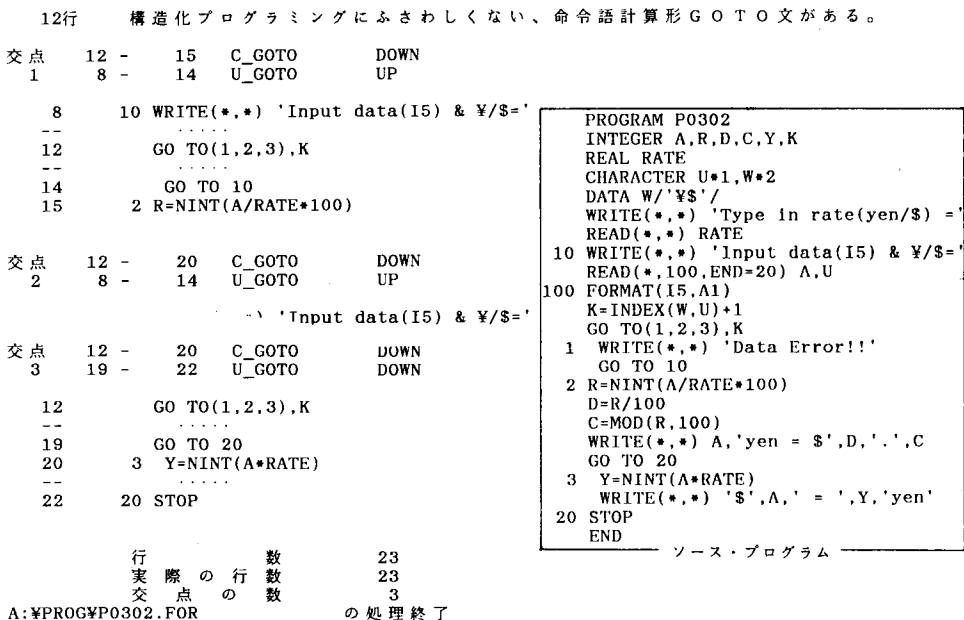 12行 構造化プログラミングにふさわしくない、命令語計算形GOTO文がある。
交点 12 - 15 C_GOTO DOWN
1 8 - 14 U_GOTO UP
8 10 WRITE(*,*) 'Input data(I5) & ¥/$='
-- .....
12 GO TO(1,2,3),K
-- .....
14 GO TO 10
15 2 R=NINT(A/RATE*100)
交点 12 - 20 C_GOTO DOWN
2 8 - 14 U_GOTO UP
) 'Input data(I5) & ¥/$='
交点 12 - 20 C_GOTO DOWN
3 19 - 22 U_GOTO DOWN
12 GO TO(1,2,3),K
-- .....
19 GO TO 20
20 3 Y=NINT(A*RATE)
-- .....
22 20 STOP
行数 23
実際の行数 23
交点の数 3
A:¥PROG¥P0302.FOR の処理終了
PROGRAM P0302
INTEGER A,R,D,C,Y,K
REAL RATE
CHARACTER U*1,W*2
DATA W/'¥$'/
WRITE(*,*) 'Type in rate(yen/$) ='
READ(*,*) RATE
10 WRITE(*,*) 'Input data(I5) & ¥/$='
READ(*,100,END=20) A,U
100 FORMAT(I5,A1)
K=INDEX(W,U)+1
GO TO(1,2,3),K
1 WRITE(*,*) 'Data Error!!'
GO TO 10
2 R=NINT(A/RATE*100)
D=R/100
C=MOD(R,100)
WRITE(*,*) A,'yen = $',D,'.',C
GO TO 20
3 Y=NINT(A*RATE)
WRITE(*,*) '$',A,' = ',Y,'yen'
20 STOP
END
ソース・プログラム